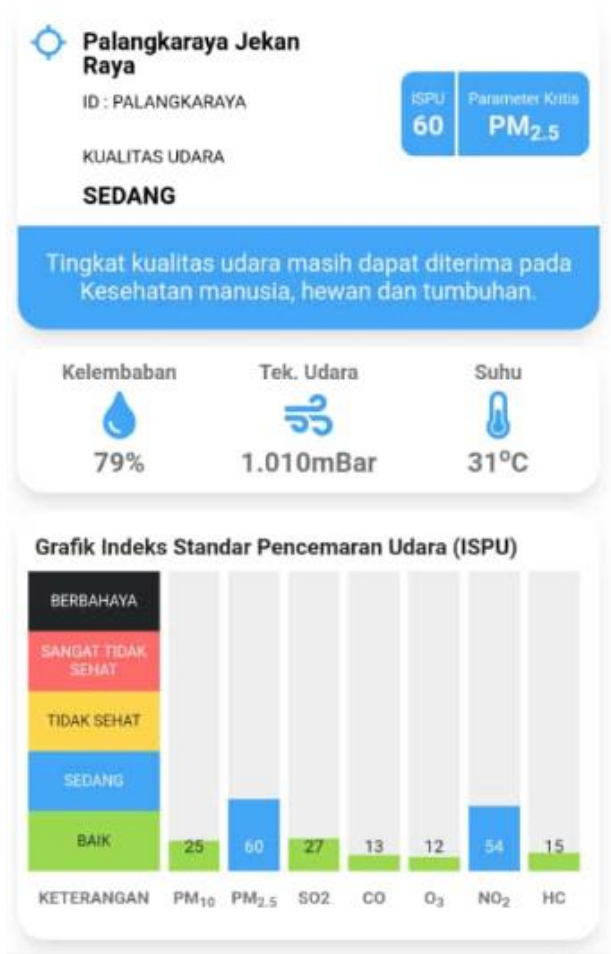 Palangkaraya Jekan
Raya
ID : PALANGKARAYA
ISPU
60
Parameter Kritis
PM₂.₅
KUALITAS UDARA
SEDANG
Tingkat kualitas udara masih dapat diterima pada
Kesehatan manusia, hewan dan tumbuhan.
Kelembaban
Tek. Udara
Suhu
79%
1.010mBar
31⁰C
Grafik Indeks Standar Pencemaran Udara (ISPU)
BERBAHAYA
SANGAT TIDAK
SEHAT
TIDAK SEHAT
SEDANG
BAIK
25
60
27
13
12
54
15
KETERANGAN
PM₁₀
PM₂.₅
SO2
CO
O₃
NO₂
HC